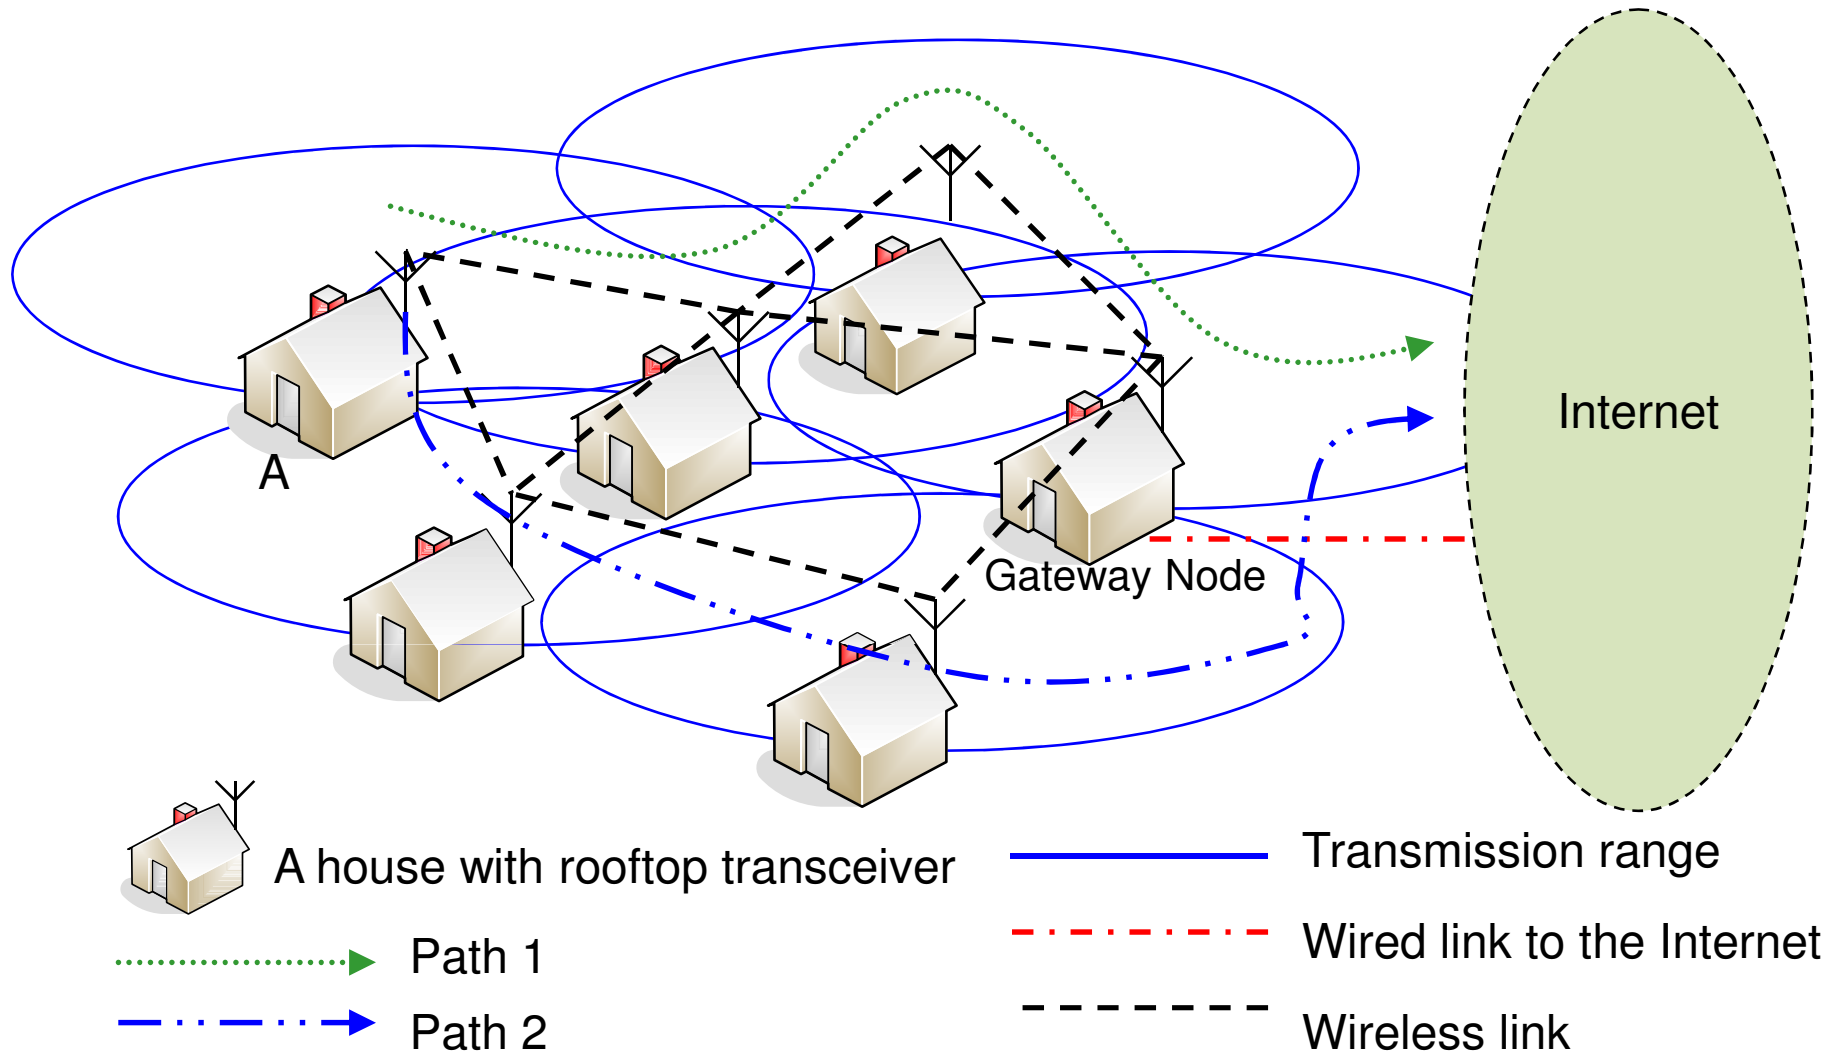 Internet
A
Gateway Node
A house with rooftop transceiver
Path 1
Path 2
Transmission range
Wired link to the Internet
Wireless link